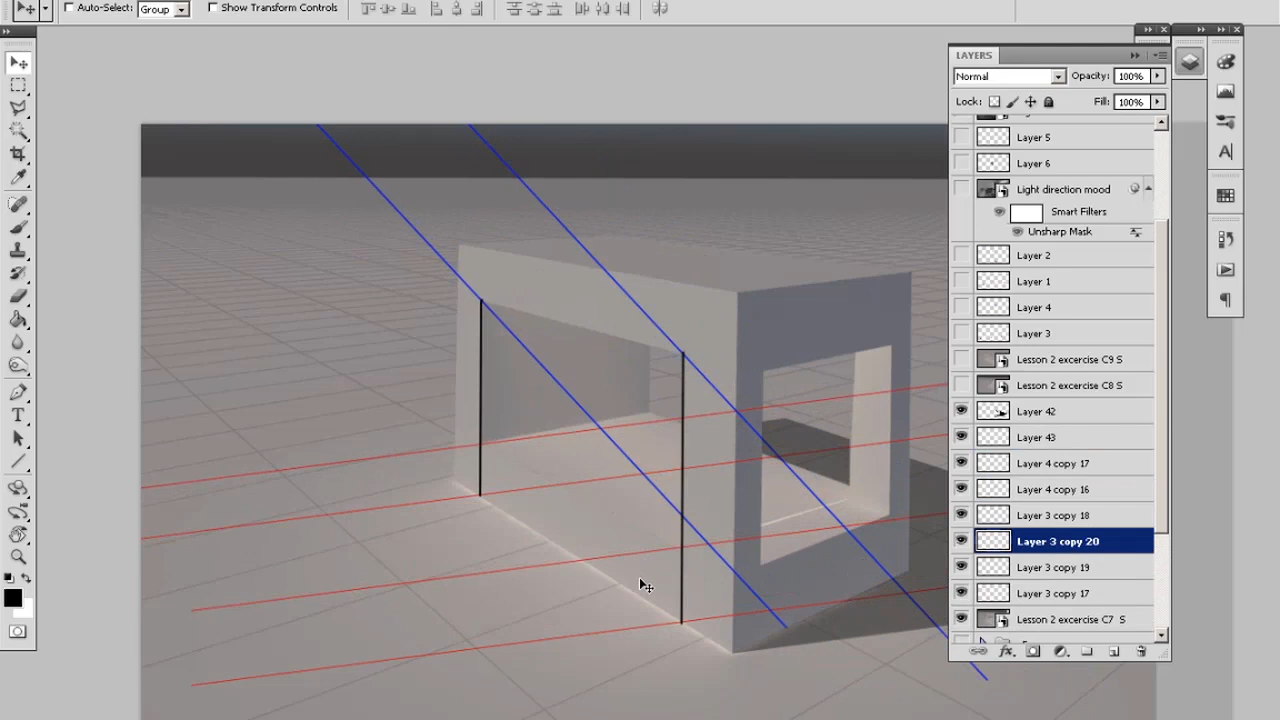 Auto-Select: Group Show Transform Controls
LAYERS
Normal Opacity: 100%
Lock: Fill: 100%
Layer 5
Layer 6
Light direction mood
Smart Filters
Unsharp Mask
Layer 2
Layer 1
Layer 4
Layer 3
Lesson 2 excercise C9 S
Lesson 2 excercise C8 S
Layer 42
Layer 43
Layer 4 copy 17
Layer 4 copy 16
Layer 3 copy 18
Layer 3 copy 20
Layer 3 copy 19
Layer 3 copy 17
Lesson 2 excercise C7 S